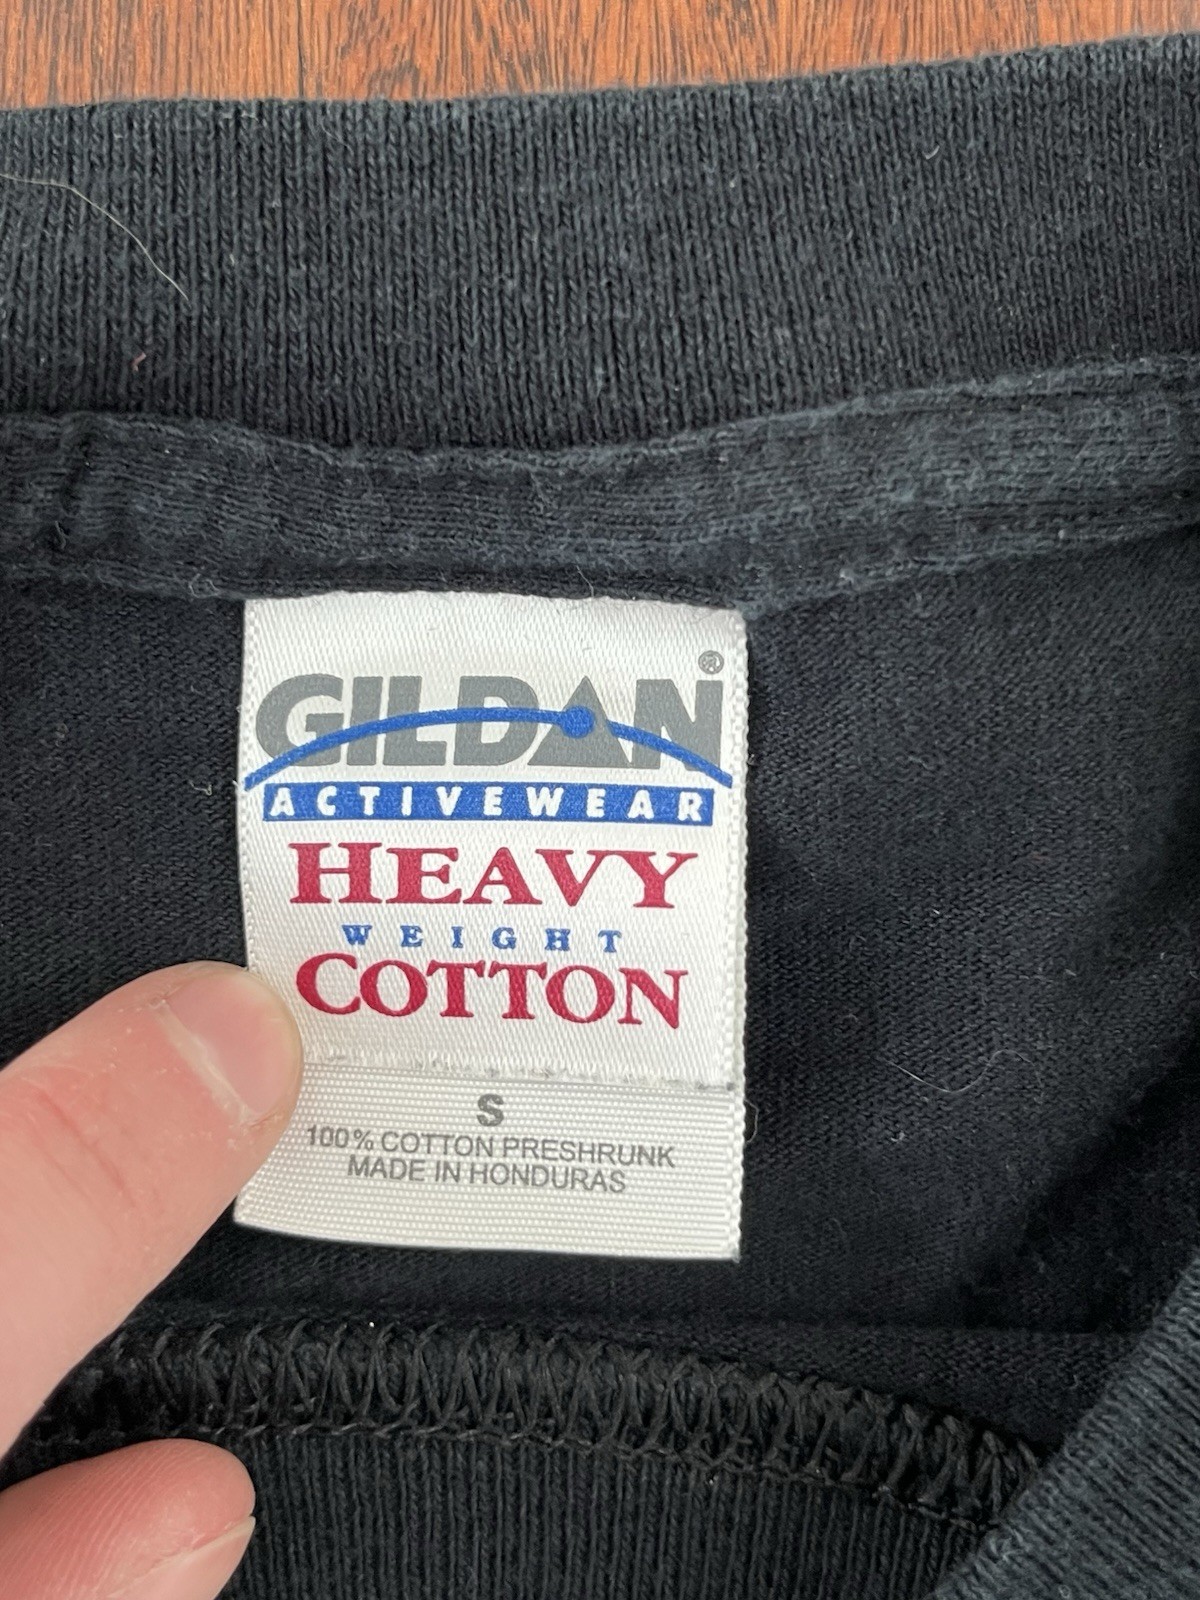 GILDAN®
ACTIVEWEAR
HEAVY
WEIGHT
COTTON
S
100% COTTON PRESHRUNK
MADE IN HONDURAS